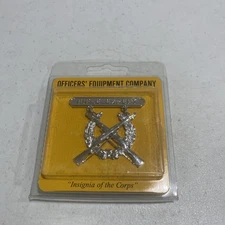 OFFICERS' EQUIPMENT COMPANY
"Insignia of the Corps"